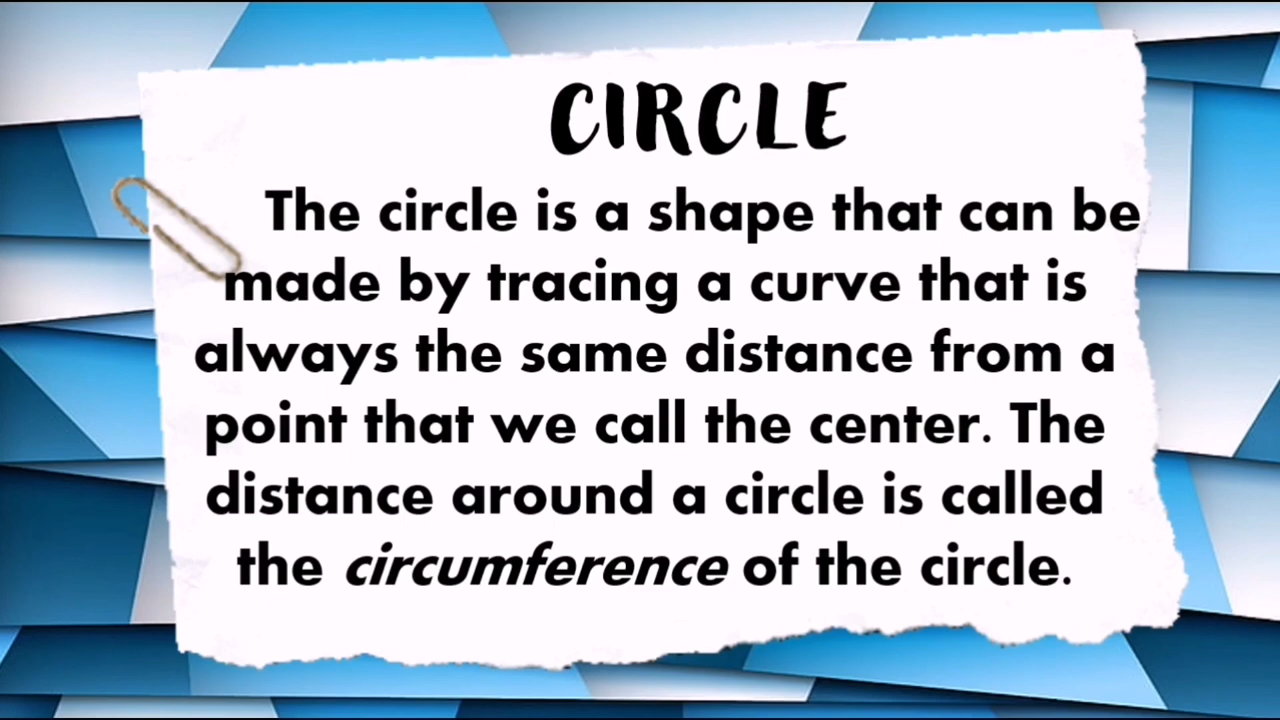 CIRCLE
The circle is a shape that can be
made by tracing a curve that is
always the same distance from a
point that we call the center. The
distance around a circle is called
the circumference of the circle.